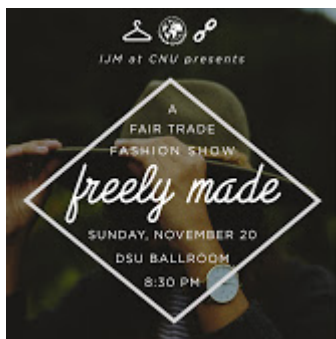 IJM at CNU presents
A
FAIR TRADE
FASHION SHOW
freely made
SUNDAY, NOVEMBER 20
DSU BALLROOM
8:30 PM